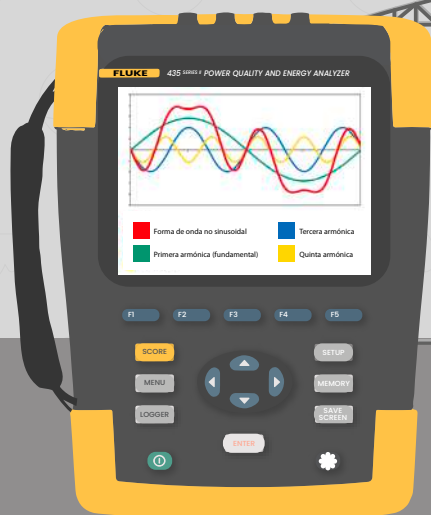 FLUKE 435 SERIES II POWER QUALITY AND ENERGY ANALYZER
Forma de onda no sinusoidal Tercera armónica
Primera armónica (fundamental) Quinta armónica
F1 F2 F3 F4 F5
SCORE SETUP
MENU MEMORY
LOGGER SAVE
SCREEN
ENTER